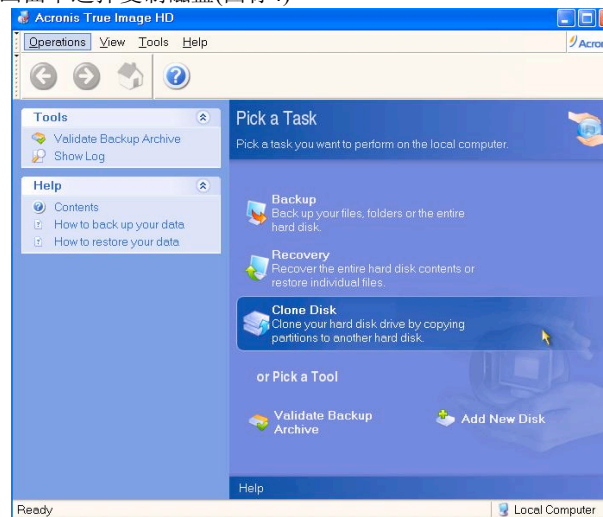 Acronis True Image HD
Operations View Tools Help
Tools
Validate Backup Archive
Show Log
Help
Contents
How to back up your data
How to restore your data
Pick a Task
Pick a task you want to perform on the local computer.
Backup
Back up your files, folders or the entire
hard disk.
Recovery
Recover the entire hard disk contents or
restore individual files.
Clone Disk
Clone your hard disk drive by copying
partitions to another hard disk.
or Pick a Tool
Validate Backup
Archive
Add New Disk
Help
Ready
Local Computer